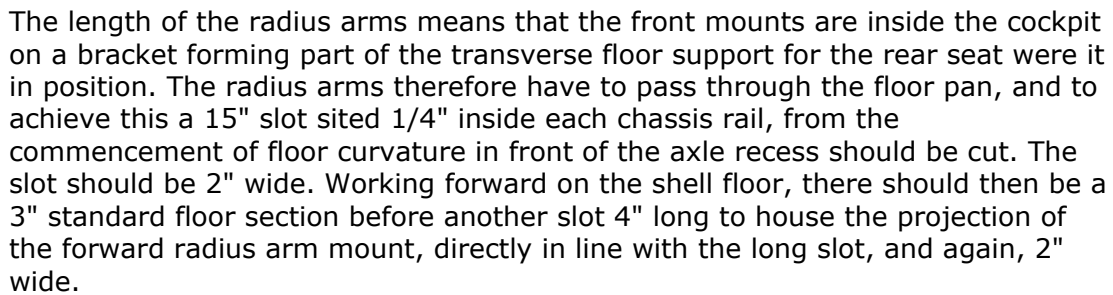 The length of the radius arms means that the front mounts are inside the cockpit
on a bracket forming part of the transverse floor support for the rear seat were it
in position. The radius arms therefore have to pass through the floor pan, and to
achieve this a 15" slot sited 1/4" inside each chassis rail, from the
commencement of floor curvature in front of the axle recess should be cut. The
slot should be 2" wide. Working forward on the shell floor, there should then be a
3" standard floor section before another slot 4" long to house the projection of
the forward radius arm mount, directly in line with the long slot, and again, 2"
wide.